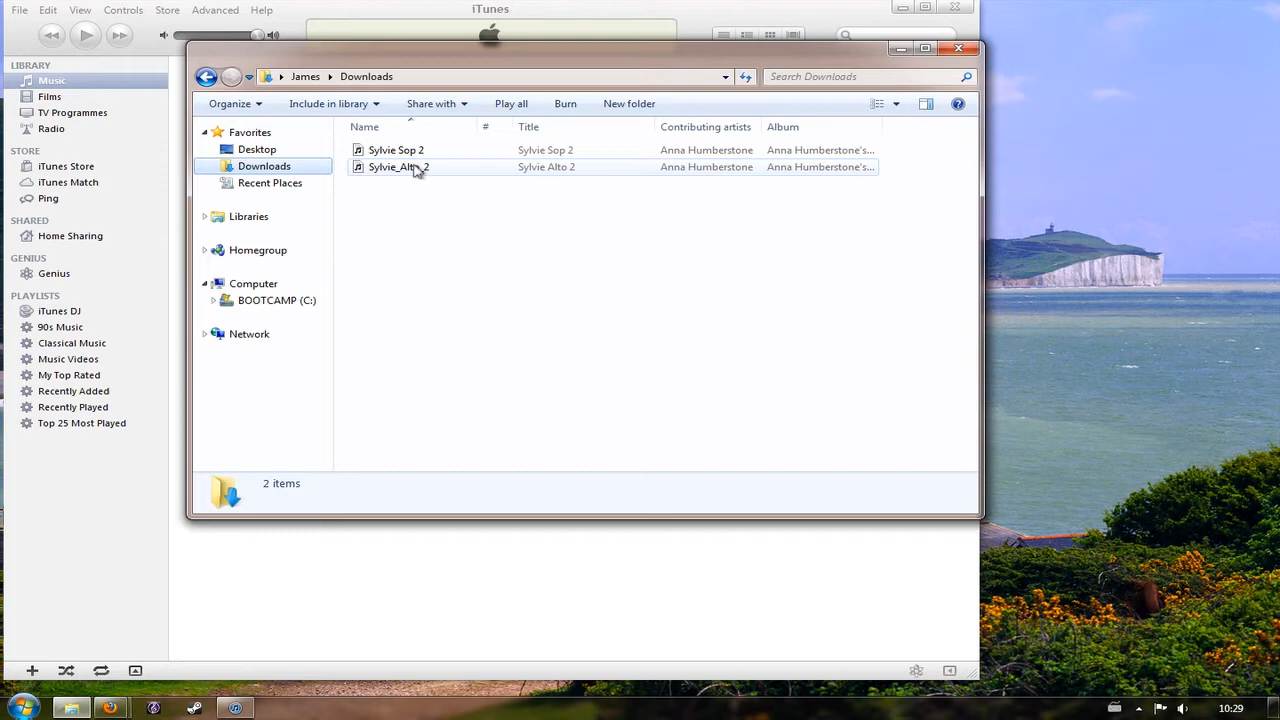 File Edit View Controls Store Advanced Help
iTunes
James Downloads
Search Downloads
Organize Include in library Share with Play all Burn New folder
LIBRARY
Music
Films
TV Programmes
Radio
STORE
iTunes Store
iTunes Match
Ping
SHARED
Home Sharing
GENIUS
Genius
PLAYLISTS
iTunes DJ
90s Music
Classical Music
Music Videos
My Top Rated
Recently Added
Recently Played
Top 25 Most Played
Favorites
Desktop
Downloads
Recent Places
Libraries
Homegroup
Computer
BOOTCAMP (C:)
Network
Name # Title Contributing artists Album
Sylvie Sop 2 Sylvie Sop 2 Anna Humberstone Anna Humberstone's...
Sylvie_Alto 2 Sylvie Alto 2 Anna Humberstone Anna Humberstone's...
2 items
10:29